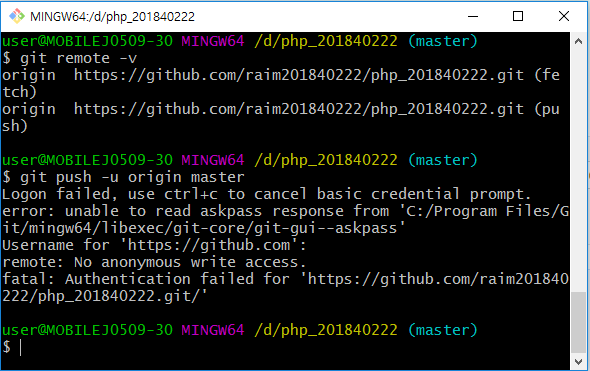 MINGW64:/d/php_201840222
user@MOBILEJ0509-30 MINGW64 /d/php_201840222 (master)
$ git remote -v
origin  https://github.com/raim201840222/php_201840222.git (fe
tch)
origin  https://github.com/raim201840222/php_201840222.git (pu
sh)
user@MOBILEJ0509-30 MINGW64 /d/php_201840222 (master)
$ git push -u origin master
Logon failed, use ctrl+c to cancel basic credential prompt.
error: unable to read askpass response from 'C:/Program Files/G
it/mingw64/libexec/git-core/git-gui--askpass'
Username for 'https://github.com':
remote: No anonymous write access.
fatal: Authentication failed for 'https://github.com/raim201840
222/php_201840222.git/'
user@MOBILEJ0509-30 MINGW64 /d/php_201840222 (master)
$